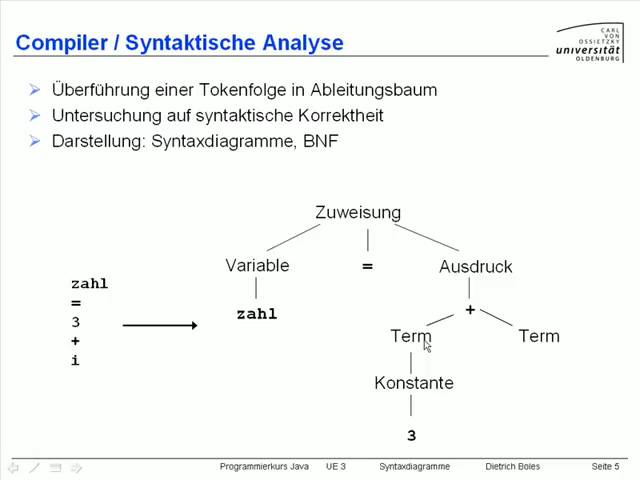 Compiler / Syntaktische Analyse
CARL
VON
OSSIETZKY
universität
OLDENBURG
Überführung einer Tokenfolge in Ableitungsbaum
Untersuchung auf syntaktische Korrektheit
Darstellung: Syntaxdiagramme, BNF
Zuweisung
Variable = Ausdruck
zahl
=
3
+
i
zahl
+
Term Term
Konstante
3
Programmierkurs Java UE 3 Syntaxdiagramme Dietrich Boles Seite 5